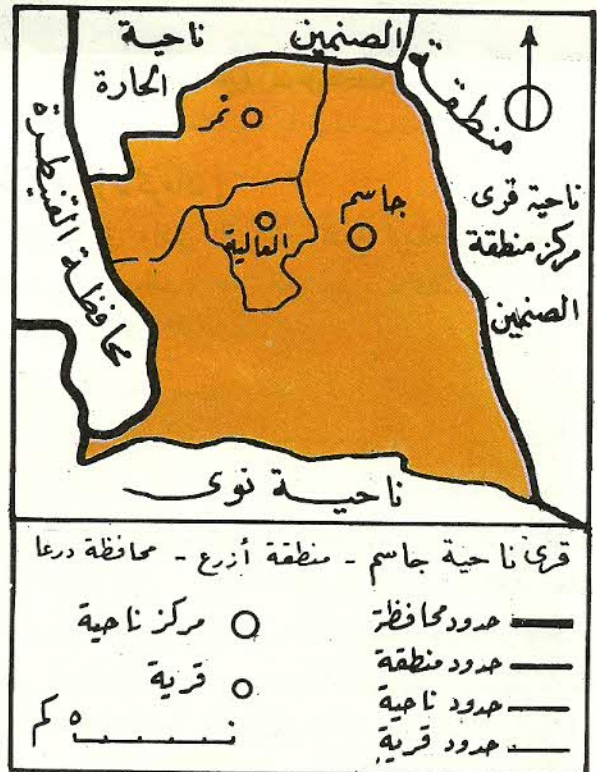 ناحية
الحارة
الصنمين
منطقة
نمر
جاسم
العالية
محافظة القنيطرة
ناحية قرى
مركز منطقة
الصنمين
ناحية نوى
قرى ناحية جاسم - منطقة أزرع - محافظة درعا
حدود محافظة
حدود منطقة
حدود ناحية
حدود قرية
مركز ناحية
قرية
٥ كم